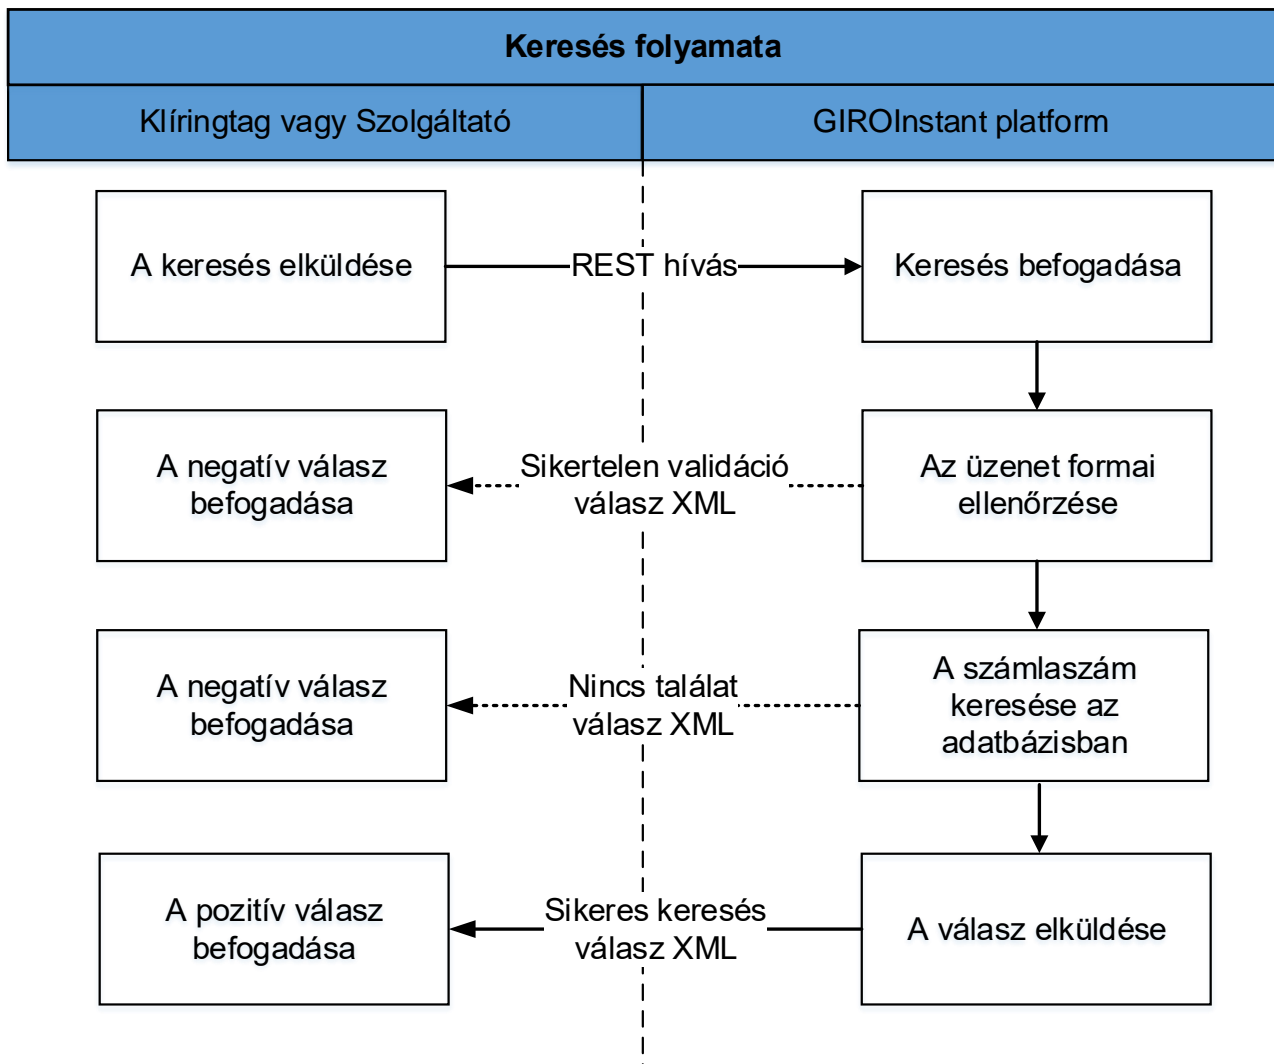 Keresés folyamata
Klíringtag vagy Szolgáltató
GIROInstant platform
A keresés elküldése
REST hívás
Keresés befogadása
A negatív válasz
befogadása
Sikertelen validáció
válasz XML
Az üzenet formai
ellenőrzése
A negatív válasz
befogadása
Nincs találat
válasz XML
A számlaszám
keresése az
adatbázisban
A pozitív válasz
befogadása
Sikeres keresés
válasz XML
A válasz elküldése